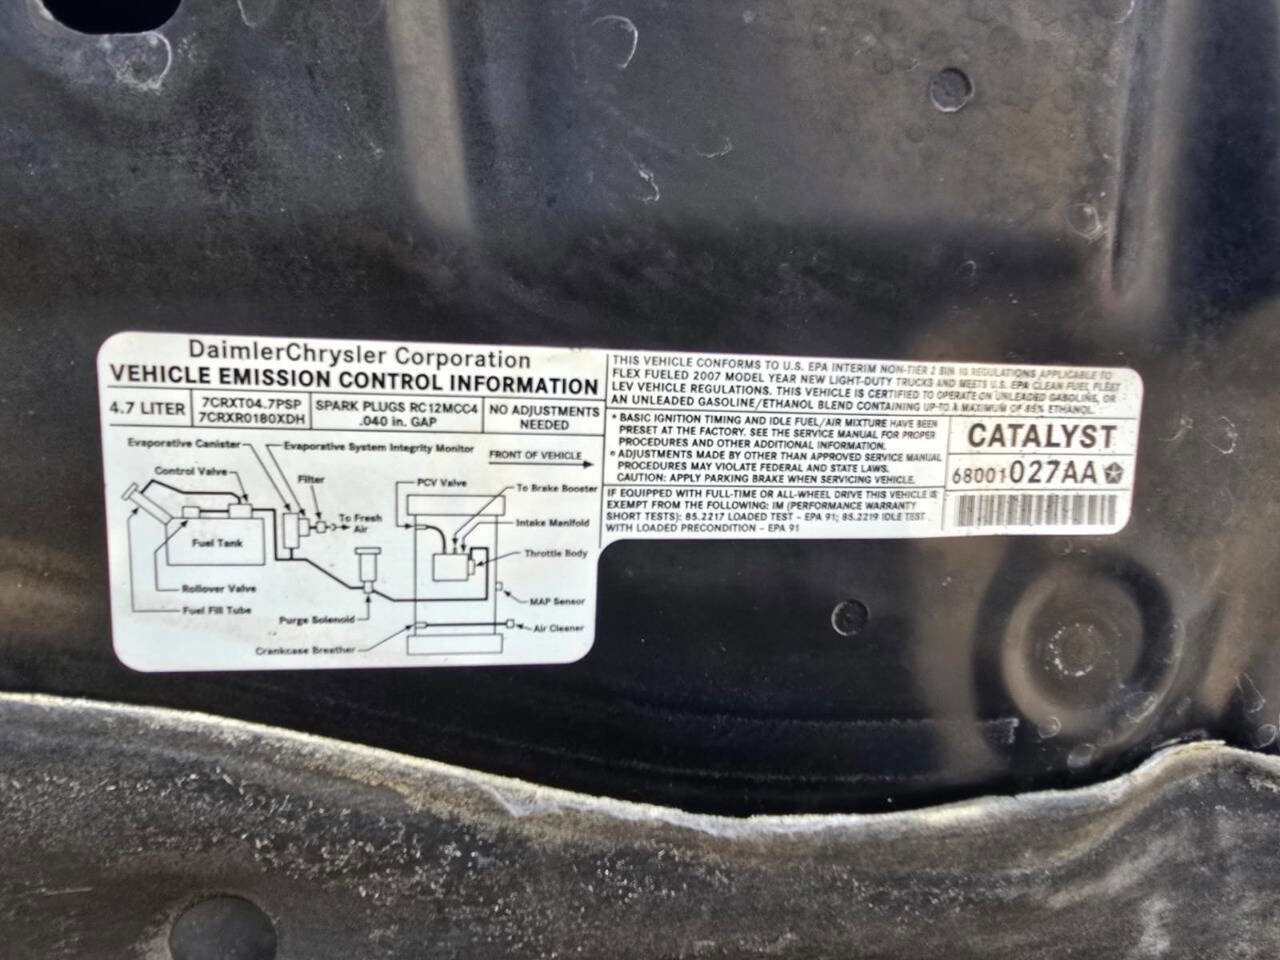 DaimlerChrysler Corporation
VEHICLE EMISSION CONTROL INFORMATION
4.7 LITER
7CRXT04.7PSP
7CRXR0180XDH
SPARK PLUGS RC12MCC4
.040 in. GAP
NO ADJUSTMENTS
NEEDED
Evaporative Canister
Evaporative System Integrity Monitor
FRONT OF VEHICLE
Control Valve
Filter
PCV Valve
To Brake Booster
To Fresh
Air
Intake Manifold
Fuel Tank
Throttle Body
Rollover Valve
MAP Sensor
Fuel Fill Tube
Purge Solenoid
Air Cleaner
Crankcase Breather
THIS VEHICLE CONFORMS TO U.S. EPA INTERIM NON-TIER 2 BIN 10 REGULATIONS APPLICABLE TO
FLEX FUELED 2007 MODEL YEAR NEW LIGHT-DUTY TRUCKS AND MEETS U.S. EPA CLEAN FUEL FLEET
LEV VEHICLE REGULATIONS. THIS VEHICLE IS CERTIFIED TO OPERATE ON UNLEADED GASOLINE, OR
AN UNLEADED GASOLINE/ETHANOL BLEND CONTAINING UP TO A MAXIMUM OF 85% ETHANOL.
* BASIC IGNITION TIMING AND IDLE FUEL/AIR MIXTURE HAVE BEEN
PRESET AT THE FACTORY. SEE THE SERVICE MANUAL FOR PROPER
PROCEDURES AND OTHER ADDITIONAL INFORMATION.
* ADJUSTMENTS MADE BY OTHER THAN APPROVED SERVICE MANUAL
PROCEDURES MAY VIOLATE FEDERAL AND STATE LAWS.
CAUTION: APPLY PARKING BRAKE WHEN SERVICING VEHICLE.
IF EQUIPPED WITH FULL-TIME OR ALL-WHEEL DRIVE THIS VEHICLE IS
EXEMPT FROM THE FOLLOWING: IM (PERFORMANCE WARRANTY
SHORT TESTS): 85.2217 LOADED TEST - EPA 91; 85.2219 IDLE TEST
WITH LOADED PRECONDITION - EPA 91
CATALYST
68001027AA